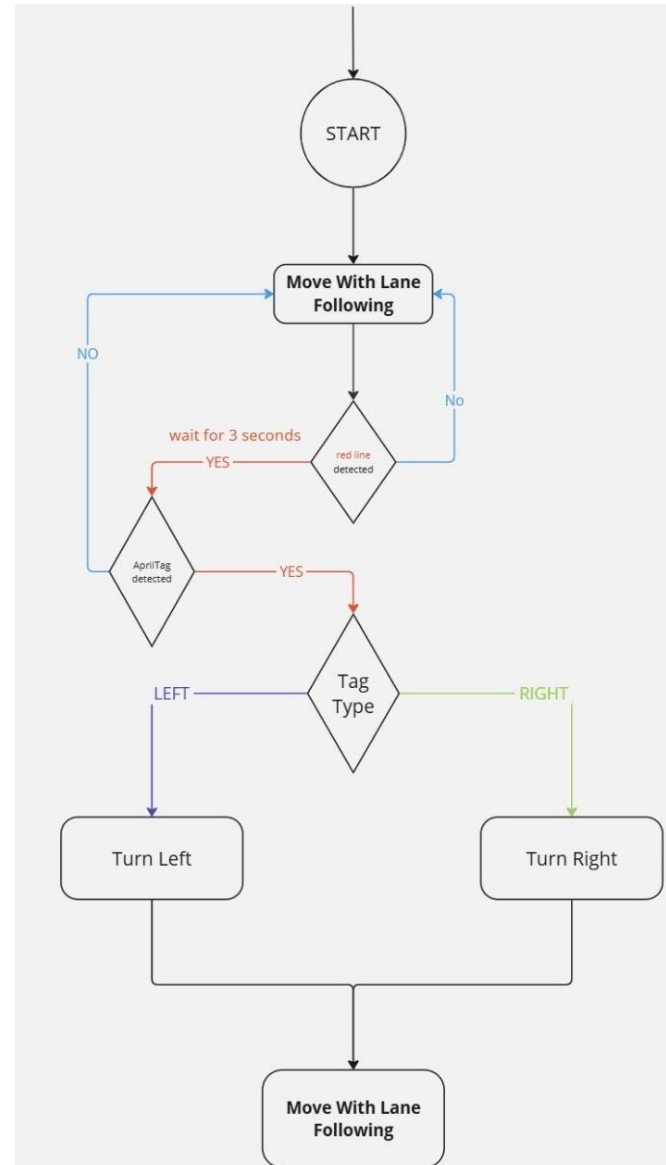 START
Move With Lane
Following
NO
No
wait for 3 seconds
YES
red line
detected
AprilTag
detected
YES
Tag
Type
LEFT
RIGHT
Turn Left
Turn Right
Move With Lane
Following